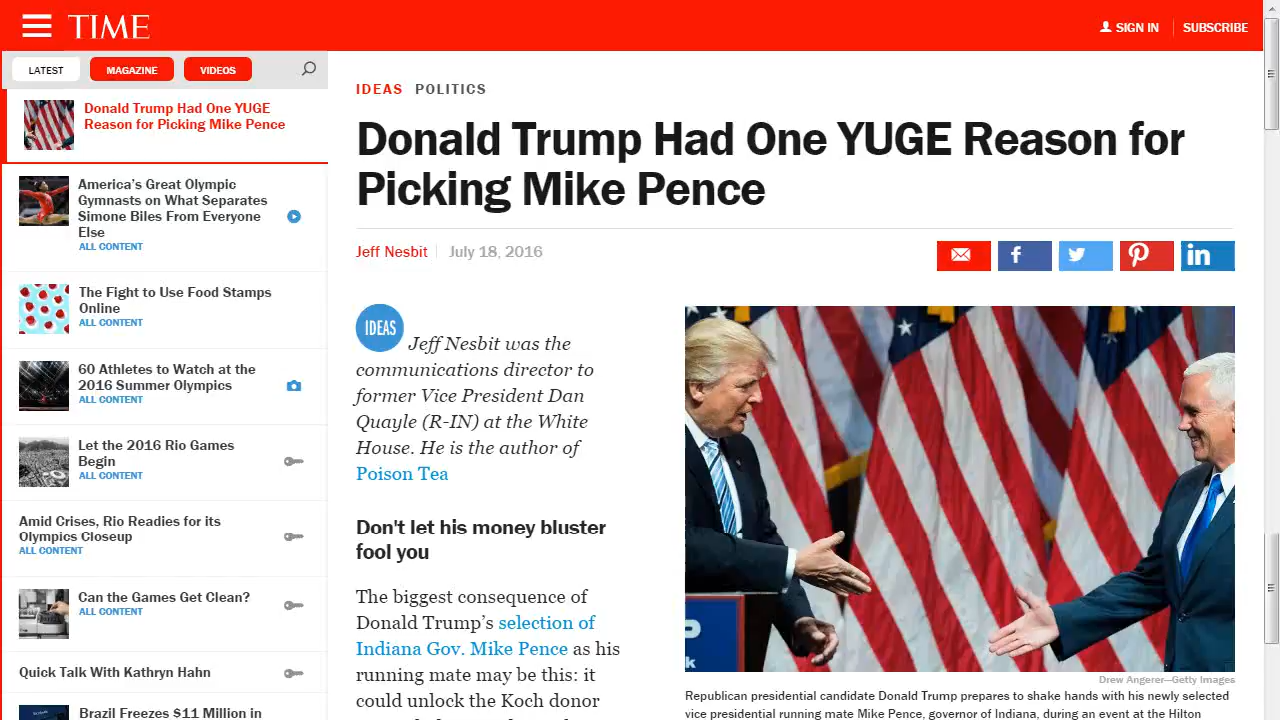 TIME
SIGN IN
SUBSCRIBE
LATEST
MAGAZINE
VIDEOS
Donald Trump Had One YUGE
Reason for Picking Mike Pence
America's Great Olympic
Gymnasts on What Separates
Simone Biles From Everyone
Else
ALL CONTENT
The Fight to Use Food Stamps
Online
ALL CONTENT
60 Athletes to Watch at the
2016 Summer Olympics
ALL CONTENT
Let the 2016 Rio Games
Begin
ALL CONTENT
Amid Crises, Rio Readies for its
Olympics Closeup
ALL CONTENT
Can the Games Get Clean?
ALL CONTENT
Quick Talk With Kathryn Hahn
Brazil Freezes $11 Million in
IDEAS POLITICS
Donald Trump Had One YUGE Reason for
Picking Mike Pence
Jeff Nesbit
July 18, 2016
IDEAS
Jeff Nesbit was the
communications director to
former Vice President Dan
Quayle (R-IN) at the White
House. He is the author of
Poison Tea
Don't let his money bluster
fool you
The biggest consequence of
Donald Trump's selection of
Indiana Gov. Mike Pence as his
running mate may be this: it
could unlock the Koch donor
Drew Angerer—Getty Images
Republican presidential candidate Donald Trump prepares to shake hands with his newly selected
vice presidential running mate Mike Pence, governor of Indiana, during an event at the Hilton